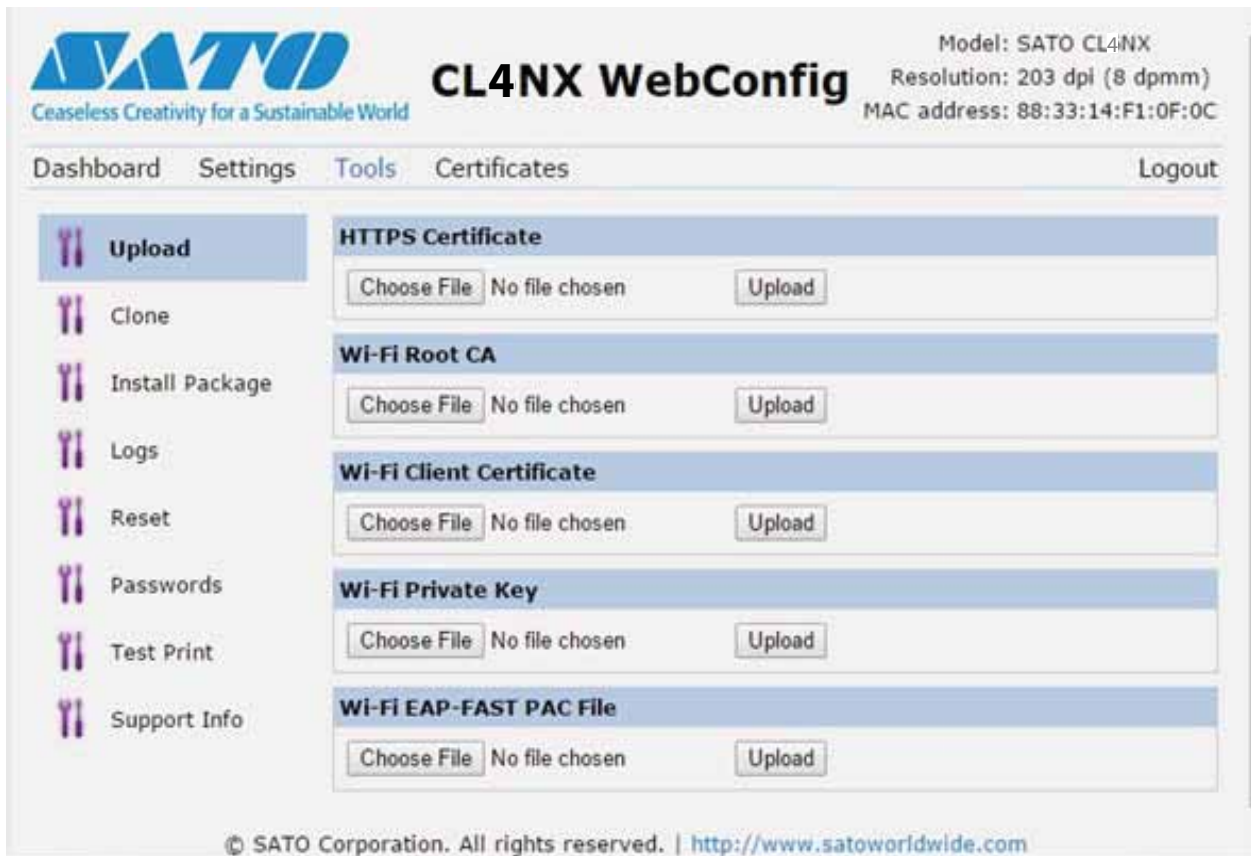 SATO
Ceaseless Creativity for a Sustainable World
CL4NX WebConfig
Model: SATO CL4NX
Resolution: 203 dpi (8 dpmm)
MAC address: 88:33:14:F1:0F:0C
Dashboard Settings Tools Certificates Logout
Upload
Clone
Install Package
Logs
Reset
Passwords
Test Print
Support Info
HTTPS Certificate
Choose File No file chosen Upload
Wi-Fi Root CA
Choose File No file chosen Upload
Wi-Fi Client Certificate
Choose File No file chosen Upload
Wi-Fi Private Key
Choose File No file chosen Upload
Wi-Fi EAP-FAST PAC File
Choose File No file chosen Upload
© SATO Corporation. All rights reserved. | http://www.satoworldwide.com